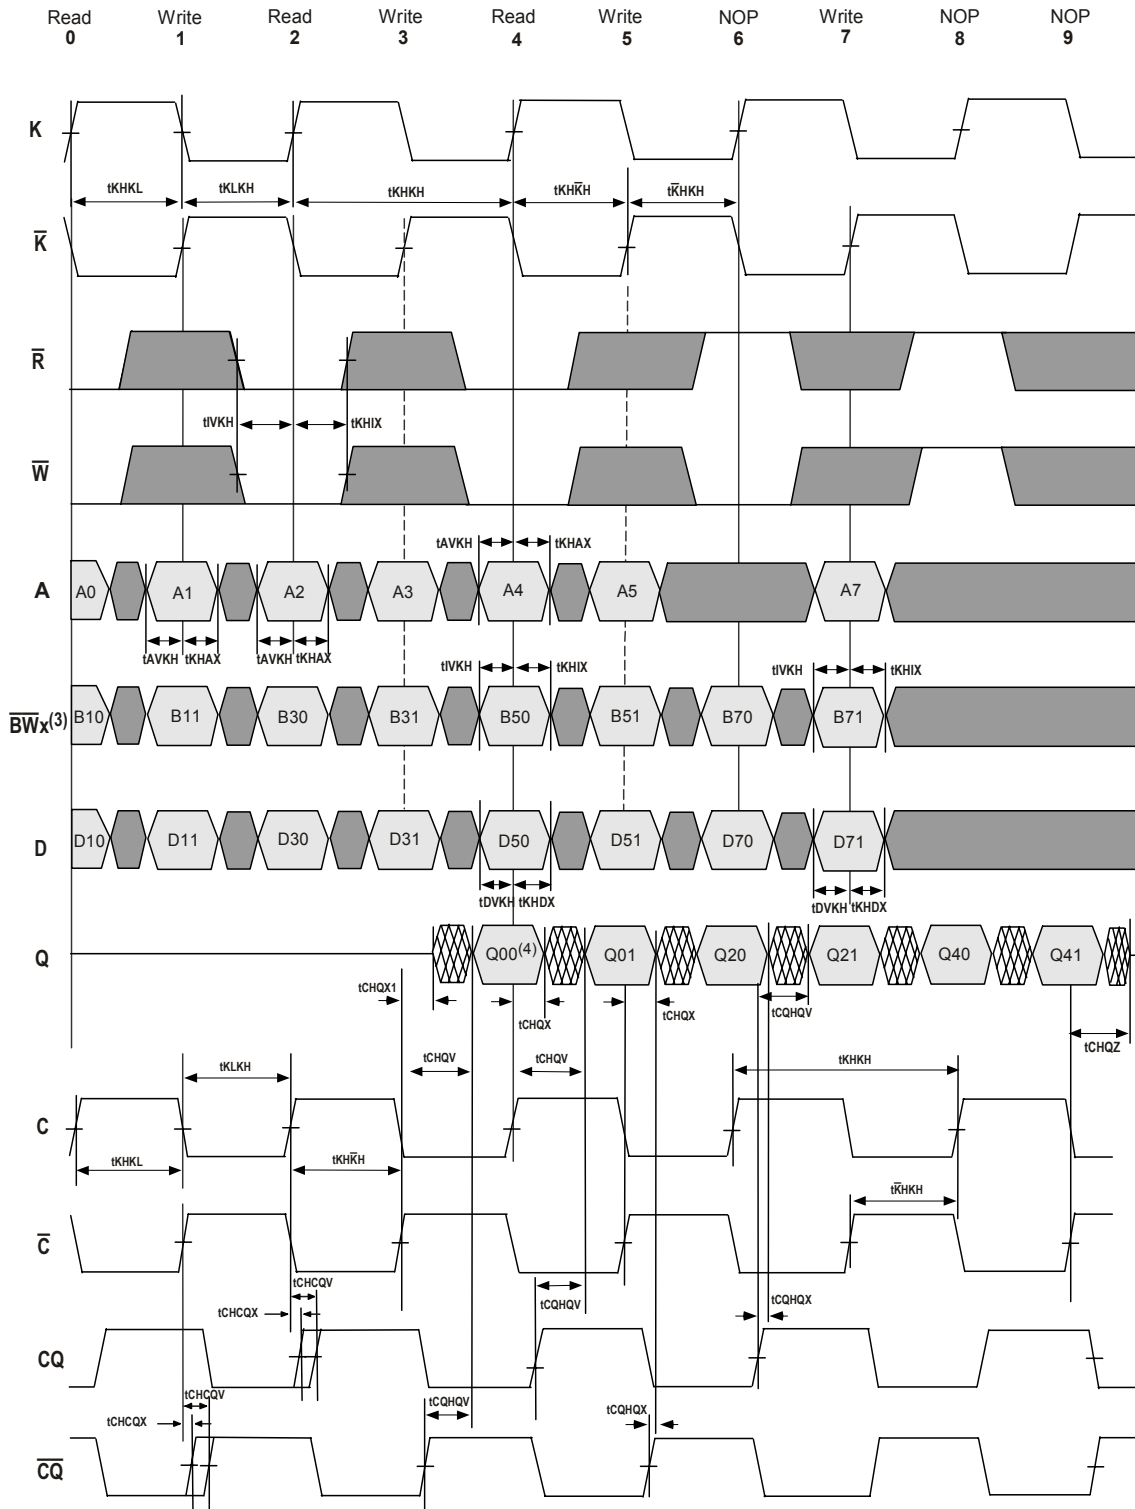 Read Write Read Write Read Write NOP Write NOP NOP
0 1 2 3 4 5 6 7 8 9
K
tKHKL tKLKH tKHKH tKHK̅H tK̅HKH
K̅
R̅
tIVKH tKHIX
W̅
tAVKH tKHAX
A A0 A1 A2 A3 A4 A5 A7
tAVKH tKHAX tAVKH tKHAX
tIVKH tKHIX tIVKH tKHIX
B̅W̅x(3) B10 B11 B30 B31 B50 B51 B70 B71
D D10 D11 D30 D31 D50 D51 D70 D71
tDVKH tKHDX tDVKH tKHDX
Q Q00(4) Q01 Q20 Q21 Q40 Q41
tCHQX1 tCHQX tCHQX tCQHQV
tCHQZ
tCHQV tCHQV tKHKH
tKLKH
C
tKHKL tKHK̅H tK̅HKH
C̅
tCHCQV
tCHCQX tCQHQV tCQHQX
CQ
tCHCQV
tCHCQX tCQHQV tCQHQX
C̅Q̅